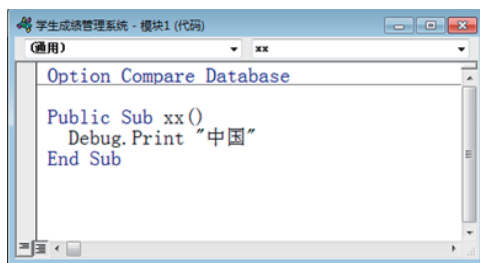 学生成绩管理系统 - 模块1 (代码)
(通用) xx
Option Compare Database
Public Sub xx()
Debug.Print "中国"
End Sub